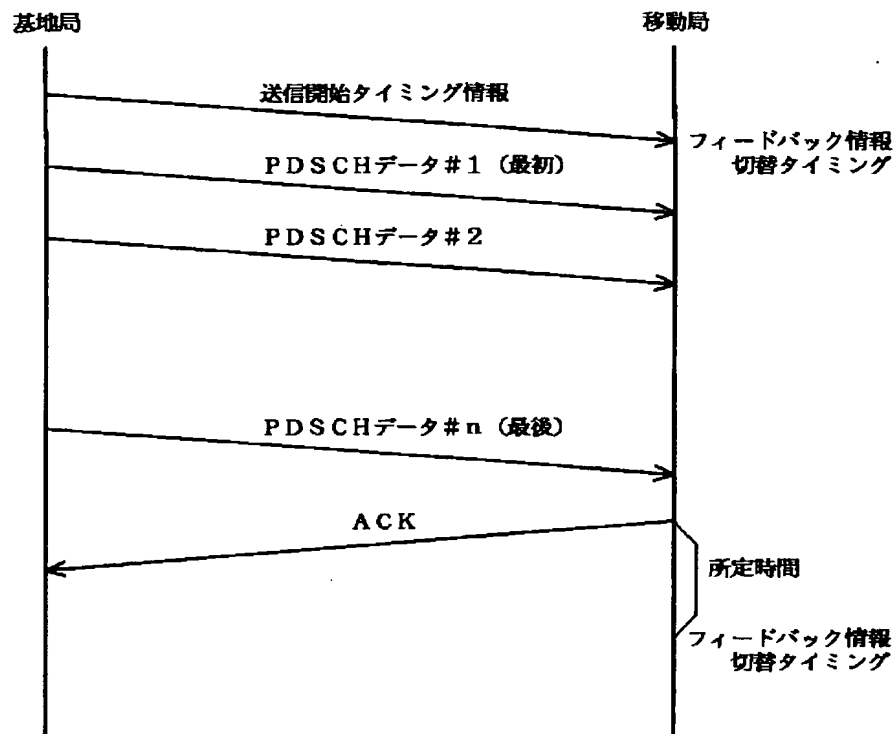 基地局
移動局
送信開始タイミング情報
フィードバック情報
切替タイミング
PDSCHデータ#1(最初)
PDSCHデータ#2
PDSCHデータ#n(最後)
ACK
所定時間
フィードバック情報
切替タイミング